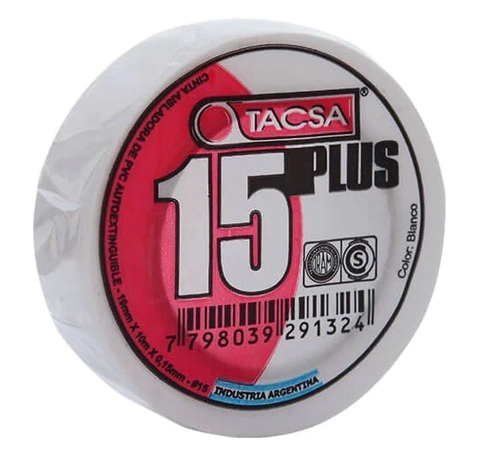 TACSA®
15 PLUS
CINTA AISLADORA DE PVC AUTOEXTINGUIBLE - 19mm X 10m X 0,15mm - #15
IRAM
S
Color: Blanco
7 798039 291324
INDUSTRIA ARGENTINA